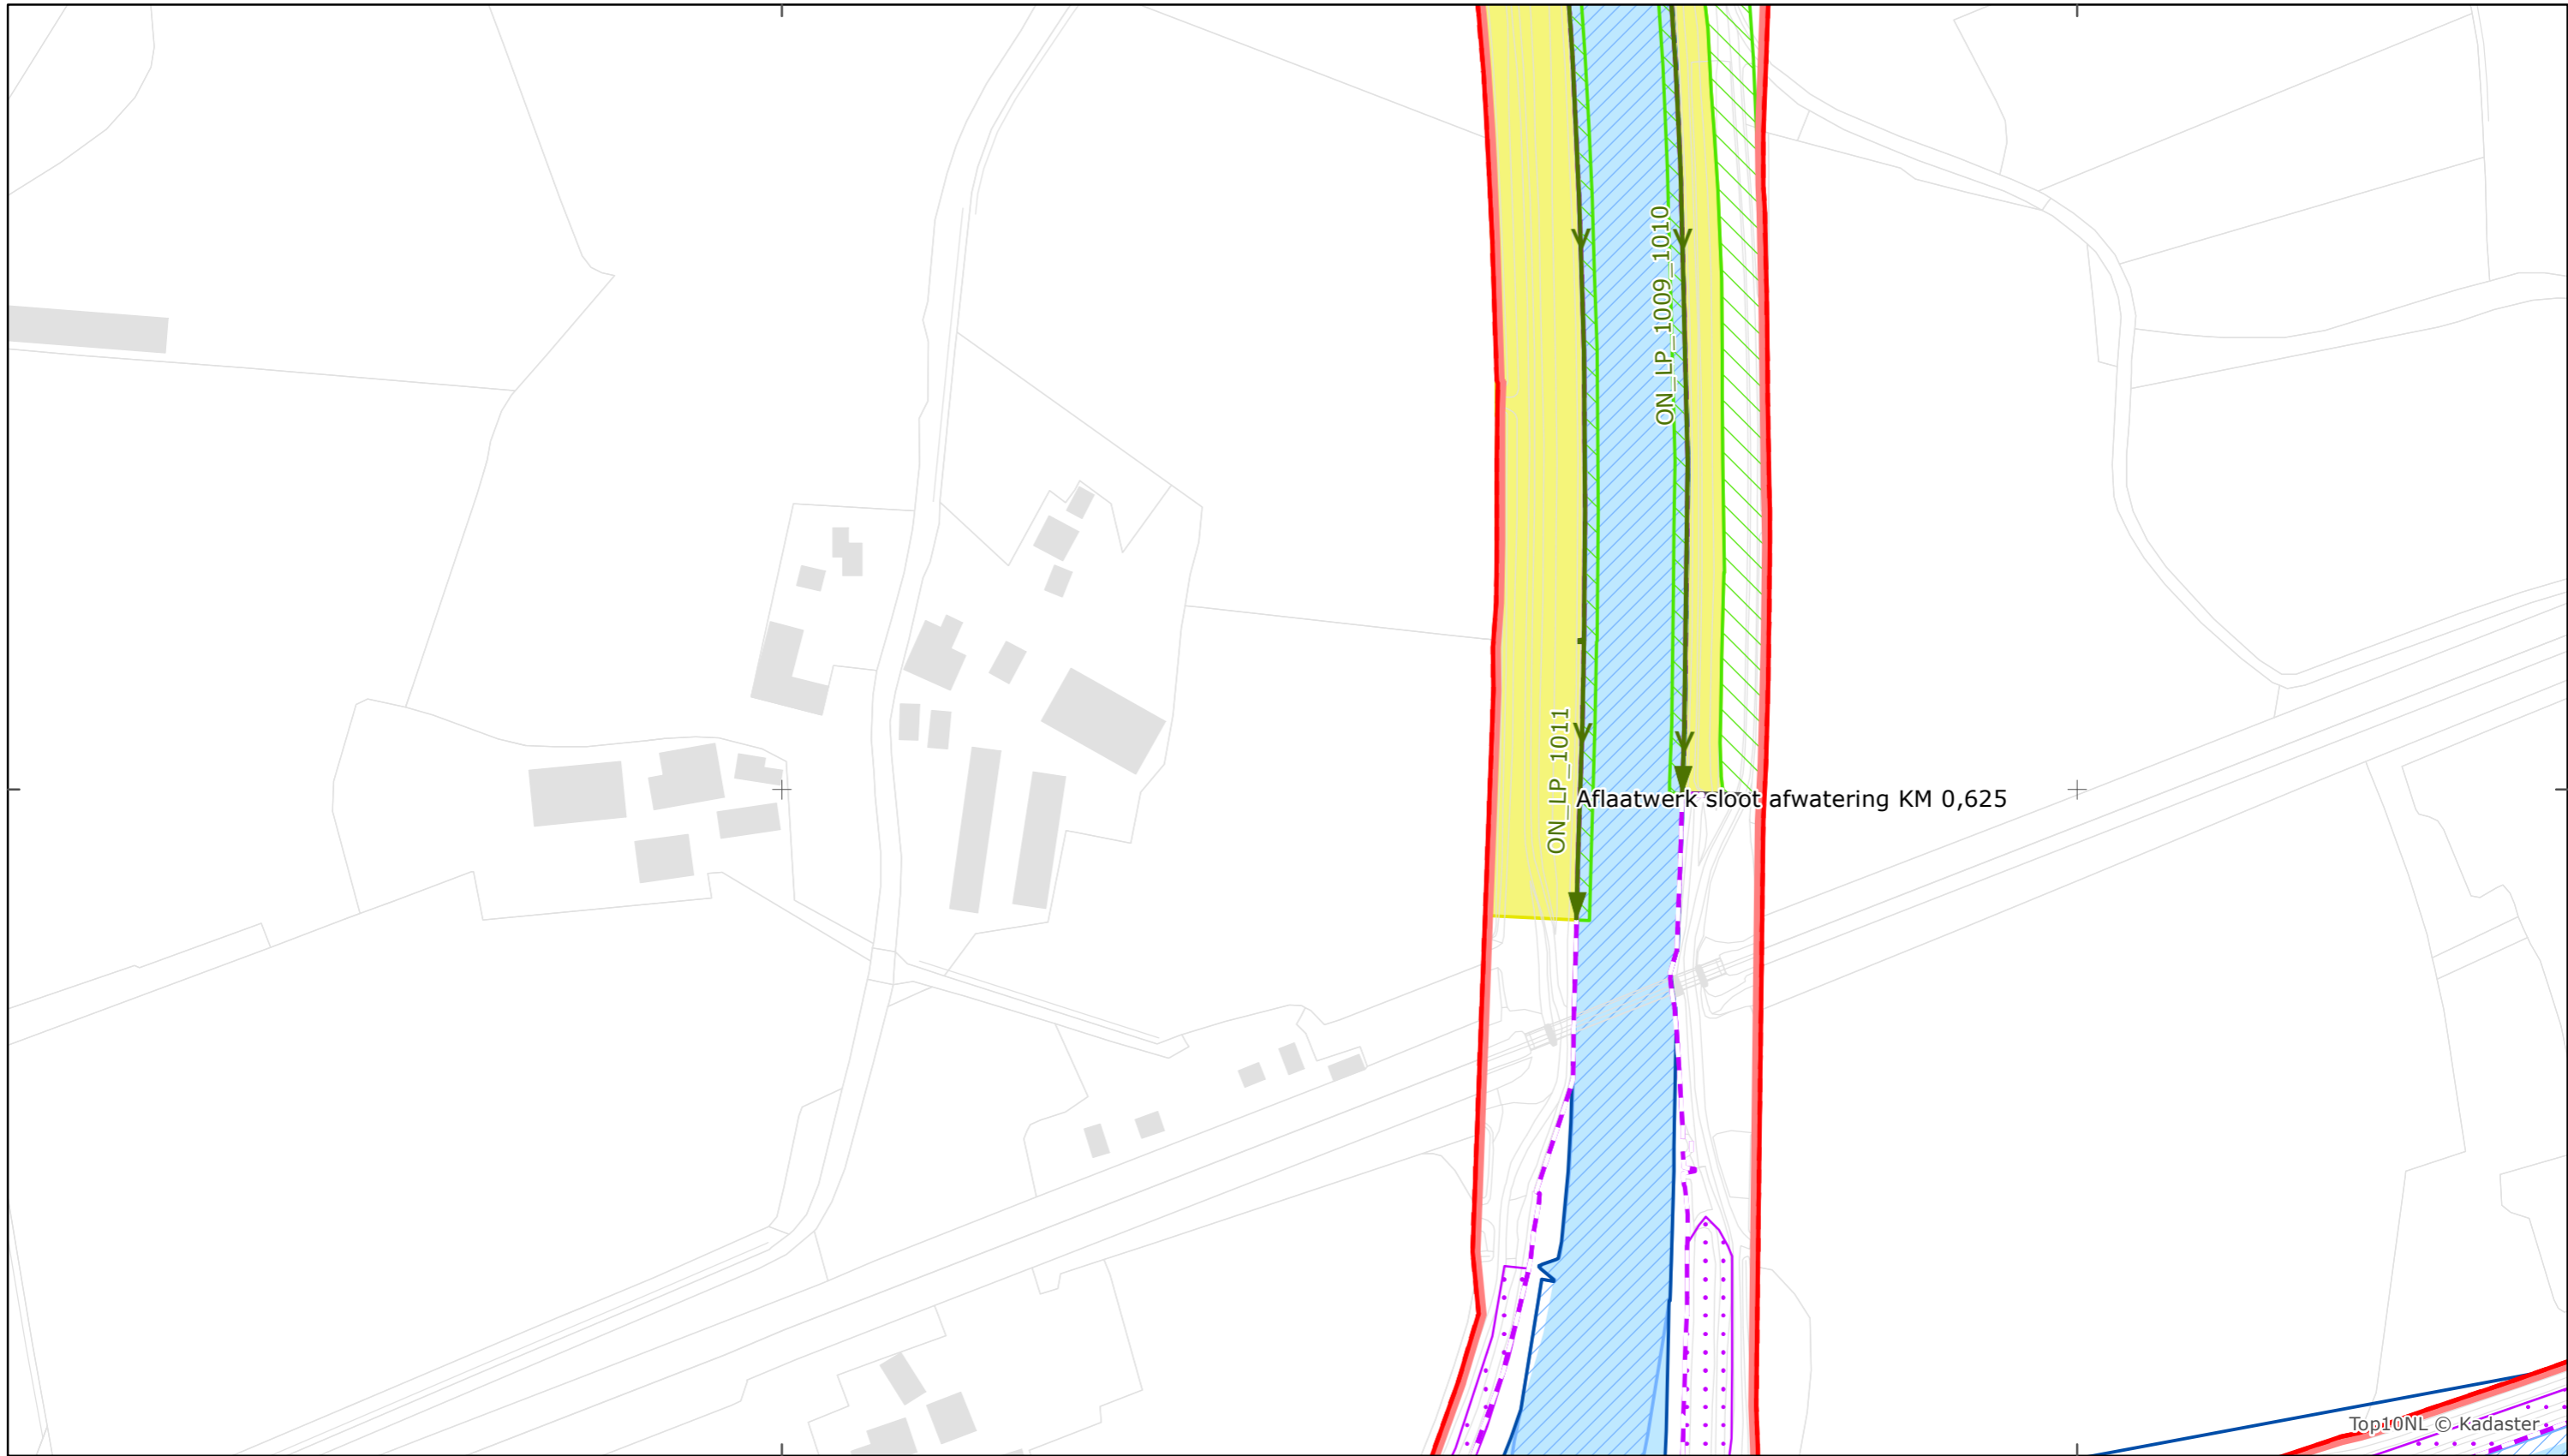 ON_LP_1009_1010
ON_LP_1011
Aflaatwerk sloot afwatering KM 0,625
Top10NL © Kadaster